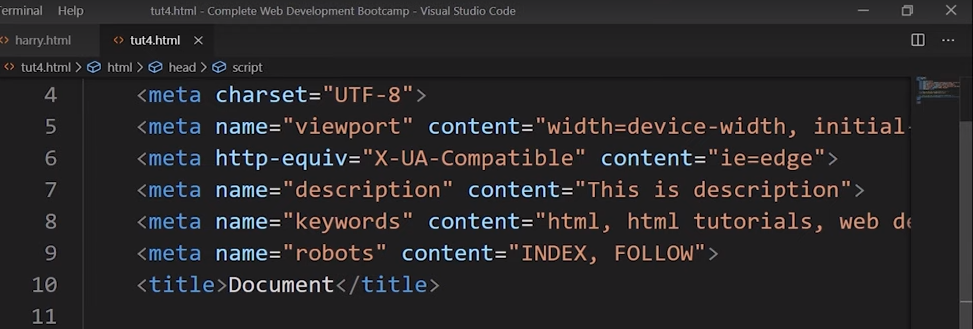 Terminal Help tut4.html - Complete Web Development Bootcamp - Visual Studio Code
harry.html tut4.html
tut4.html > html > head > script
4 <meta charset="UTF-8">
5 <meta name="viewport" content="width=device-width, initial-
6 <meta http-equiv="X-UA-Compatible" content="ie=edge">
7 <meta name="description" content="This is description">
8 <meta name="keywords" content="html, html tutorials, web de
9 <meta name="robots" content="INDEX, FOLLOW">
10 <title>Document</title>
11